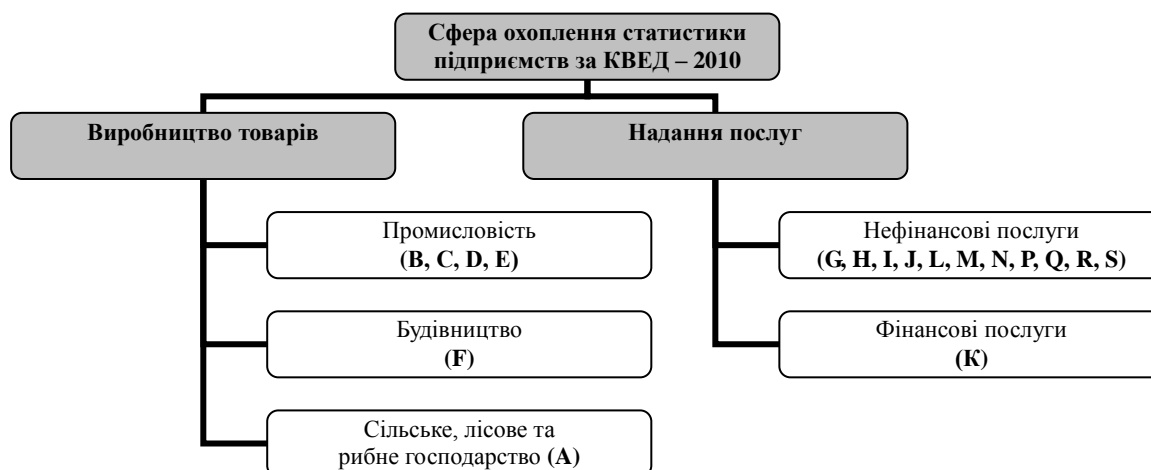 Сфера охоплення статистики
підприємств за КВЕД – 2010
Виробництво товарів
Надання послуг
Промисловість
(B, C, D, E)
Будівництво
(F)
Сільське, лісове та
рибне господарство (A)
Нефінансові послуги
(G, H, I, J, L, M, N, P, Q, R, S)
Фінансові послуги
(K)